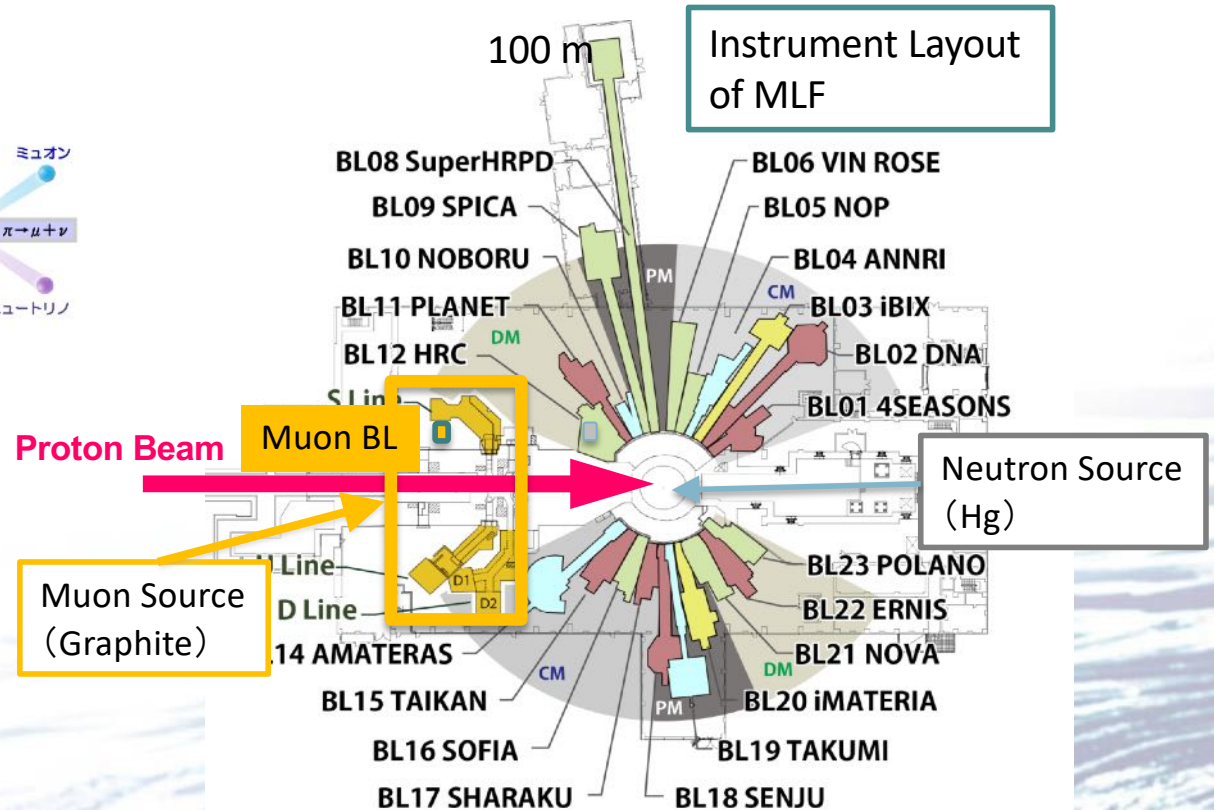 100 m
Instrument Layout
of MLF
ミュオン
π→μ+ν
ニュートリノ
BL08 SuperHRPD
BL09 SPICA
BL10 NOBORU
BL11 PLANET
BL12 HRC
BL06 VIN ROSE
BL05 NOP
BL04 ANNRI
BL03 iBIX
BL02 DNA
BL01 4SEASONS
PM
CM
DM
S Line
Muon BL
Proton Beam
Neutron Source
(Hg)
Line
D Line
D1
D2
Muon Source
(Graphite)
14 AMATERAS
BL15 TAIKAN
BL16 SOFIA
BL17 SHARAKU
BL18 SENJU
BL19 TAKUMI
BL20 iMATERIA
BL21 NOVA
BL22 ERNIS
BL23 POLANO
CM
PM
DM